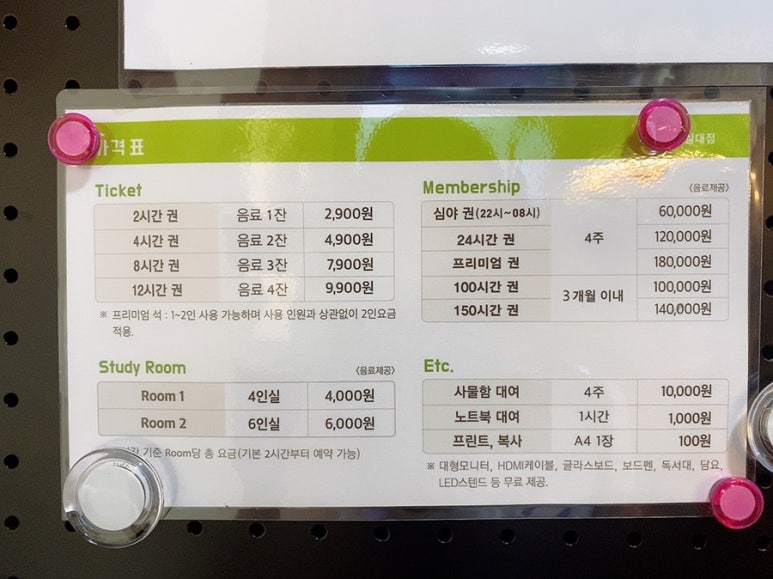 격표
대점
Ticket
2시간 권 음료 1잔 2,900원
4시간 권 음료 2잔 4,900원
8시간 권 음료 3잔 7,900원
12시간 권 음료 4잔 9,900원
※ 프리미엄 석 : 1~2인 사용 가능하며 사용 인원과 상관없이 2인요금
적용.
Membership <음료제공>
심야 권(22시~08시) 4주 60,000원
24시간 권 120,000원
프리미엄 권 180,000원
100시간 권 3개월 이내 100,000원
150시간 권 140,000원
Study Room <음료제공>
Room 1 4인실 4,000원
Room 2 6인실 6,000원
기준 Room당 총 요금(기본 2시간부터 예약 가능)
Etc.
사물함 대여 4주 10,000원
노트북 대여 1시간 1,000원
프린트, 복사 A4 1장 100원
※ 대형모니터, HDMI케이블, 글라스보드, 보드펜, 독서대, 담요,
LED스텐드 등 무료 제공.